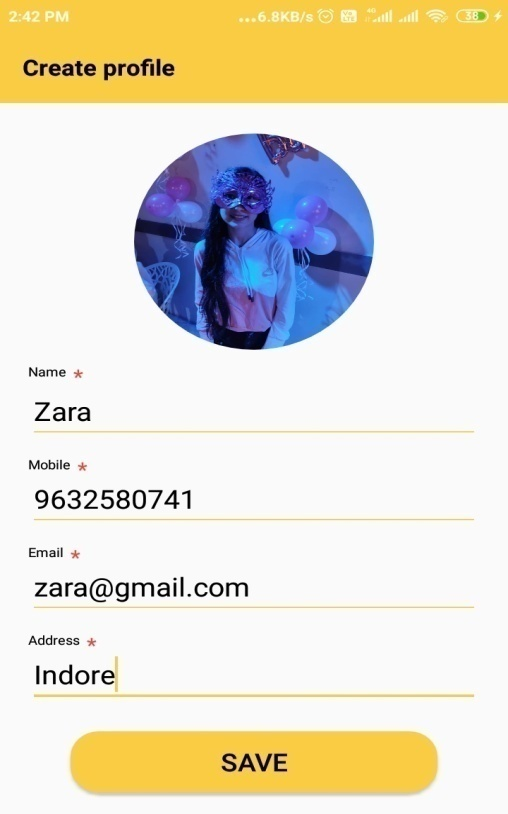 2:42 PM
...6.8KB/s 4G 38
Create profile
Name *
Zara
Mobile *
9632580741
Email *
zara@gmail.com
Address *
Indore
SAVE